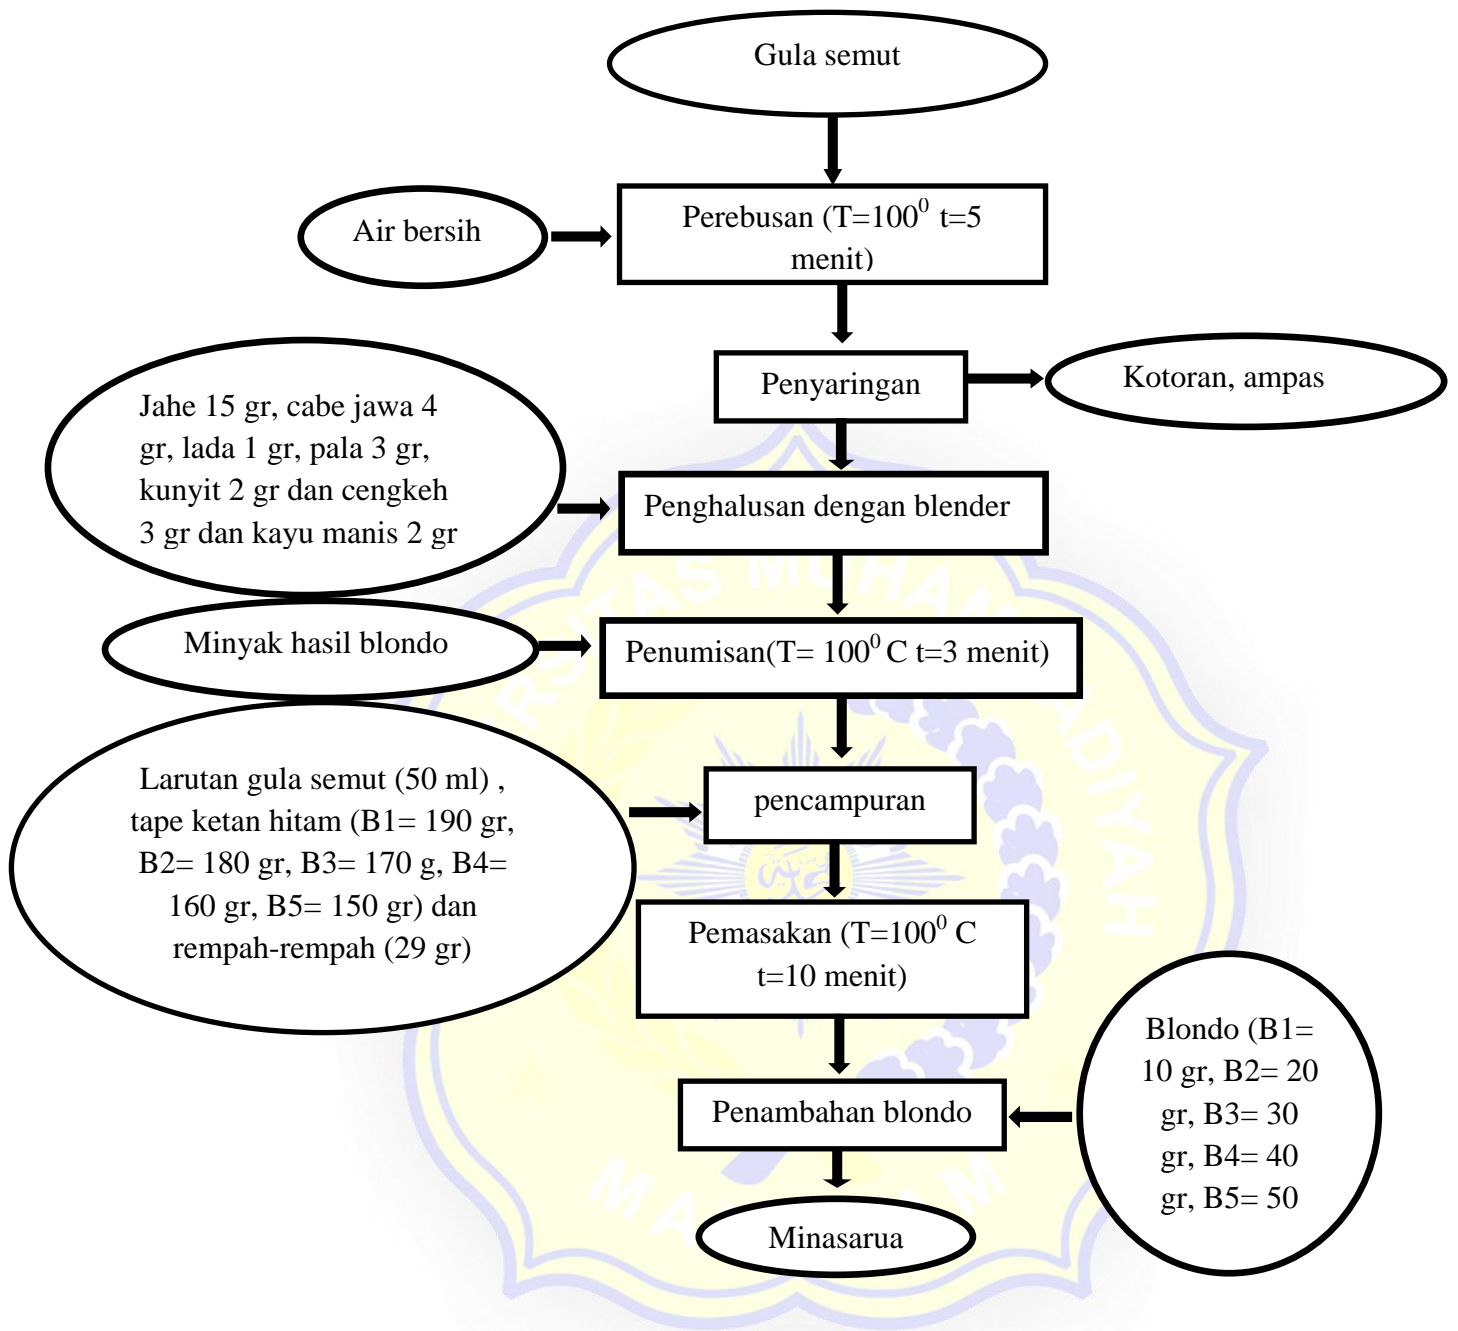 Gula semut
Air bersih
Perebusan (T=100⁰ t=5
menit)
Penyaringan
Kotoran, ampas
Jahe 15 gr, cabe jawa 4
gr, lada 1 gr, pala 3 gr,
kunyit 2 gr dan cengkeh
3 gr dan kayu manis 2 gr
Penghalusan dengan blender
Minyak hasil blondo
Penumisan(T= 100⁰ C t=3 menit)
Larutan gula semut (50 ml) ,
tape ketan hitam (B1= 190 gr,
B2= 180 gr, B3= 170 g, B4=
160 gr, B5= 150 gr) dan
rempah-rempah (29 gr)
pencampuran
Pemasakan (T=100⁰ C
t=10 menit)
Blondo (B1=
10 gr, B2= 20
gr, B3= 30
gr, B4= 40
gr, B5= 50
Penambahan blondo
Minasarua